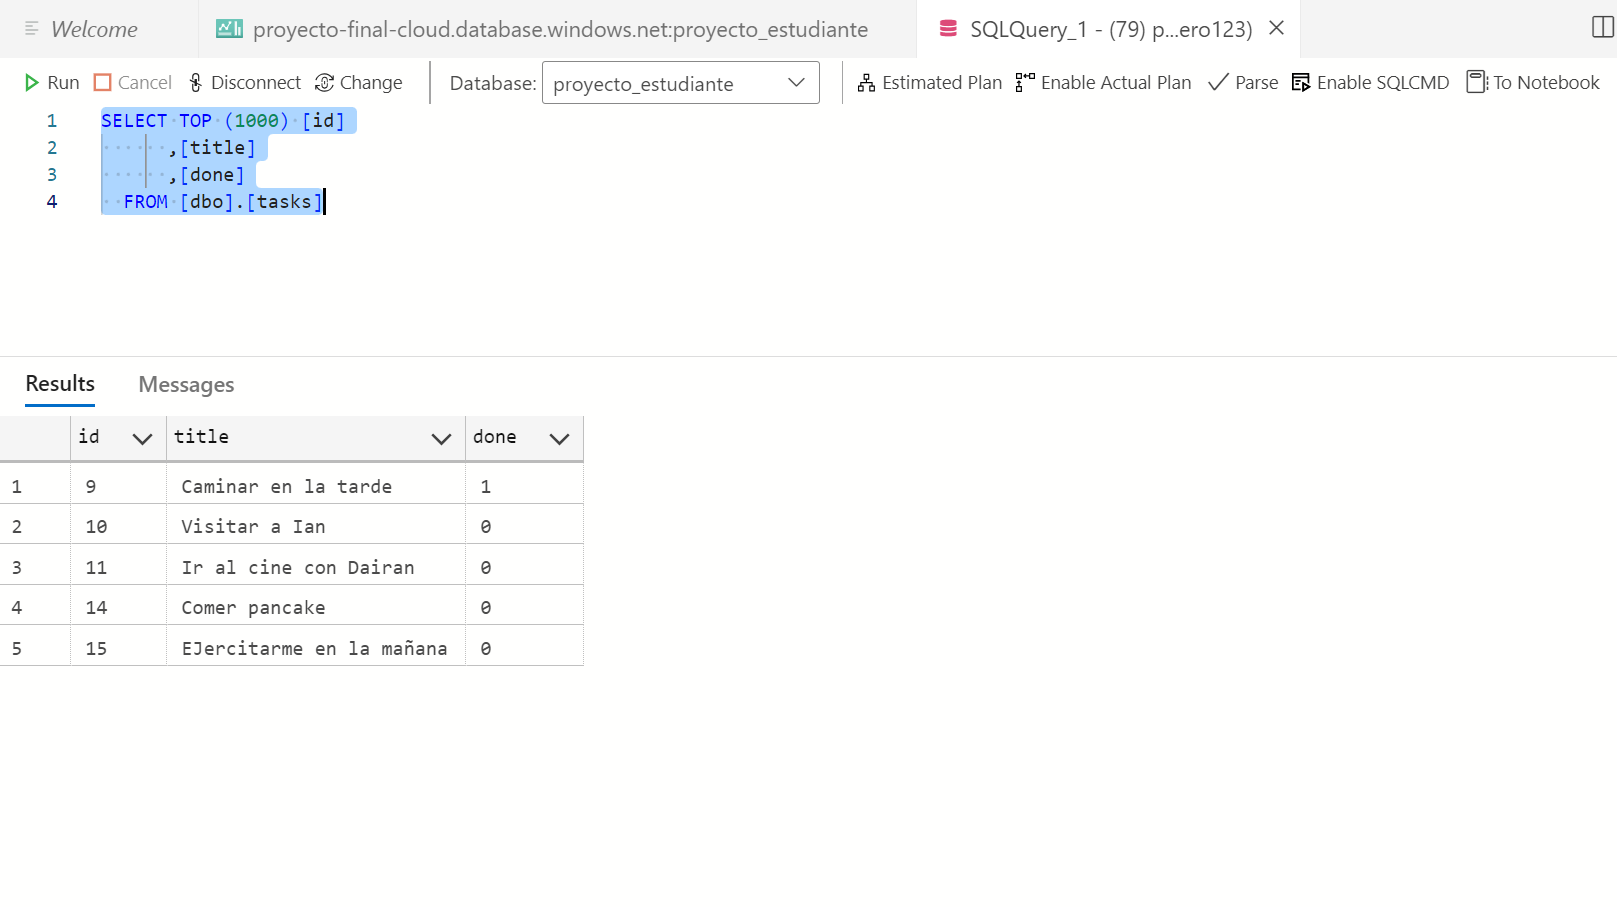 Welcome proyecto-final-cloud.database.windows.net:proyecto_estudiante SQLQuery_1 - (79) p...ero123)
Run Cancel Disconnect Change Database: proyecto_estudiante Estimated Plan Enable Actual Plan Parse Enable SQLCMD To Notebook
1 SELECT TOP (1000) [id]
2 ,[title]
3 ,[done]
4 FROM [dbo].[tasks]
Results Messages
id title done
1 9 Caminar en la tarde 1
2 10 Visitar a Ian 0
3 11 Ir al cine con Dairan 0
4 14 Comer pancake 0
5 15 EJercitarme en la mañana 0